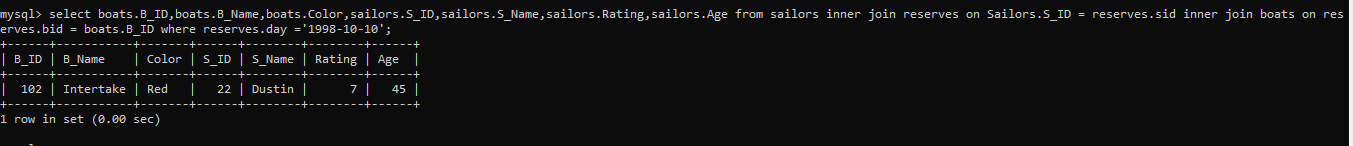 mysql> select boats.B_ID,boats.B_Name,boats.Color,sailors.S_ID,sailors.S_Name,sailors.Rating,sailors.Age from sailors inner join reserves on Sailors.S_ID = reserves.sid inner join boats on res
erves.bid = boats.B_ID where reserves.day ='1998-10-10';
+------+-----------+-------+------+--------+--------+------+
| B_ID | B_Name    | Color | S_ID | S_Name | Rating | Age  |
+------+-----------+-------+------+--------+--------+------+
|  102 | Intertake | Red   |   22 | Dustin |      7 |   45 |
+------+-----------+-------+------+--------+--------+------+
1 row in set (0.00 sec)